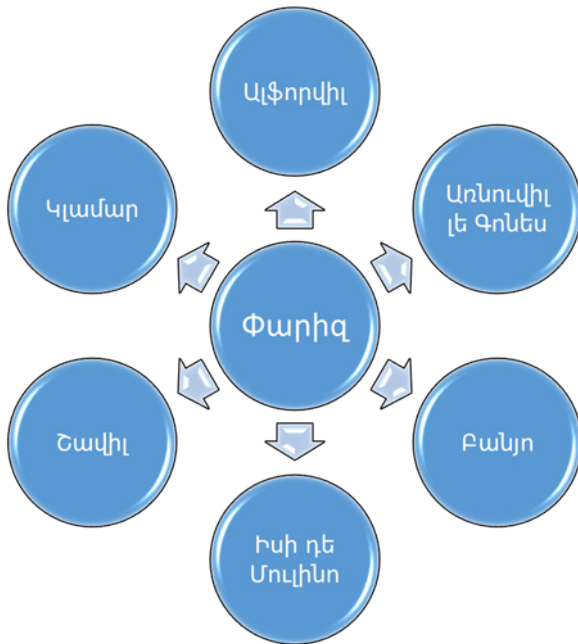 Ալֆորվիլ
Կլամար
Առնուվիլ
լե Գոնես
Փարիզ
Շավիլ
Բանյո
Իսի դե
Մուլինո